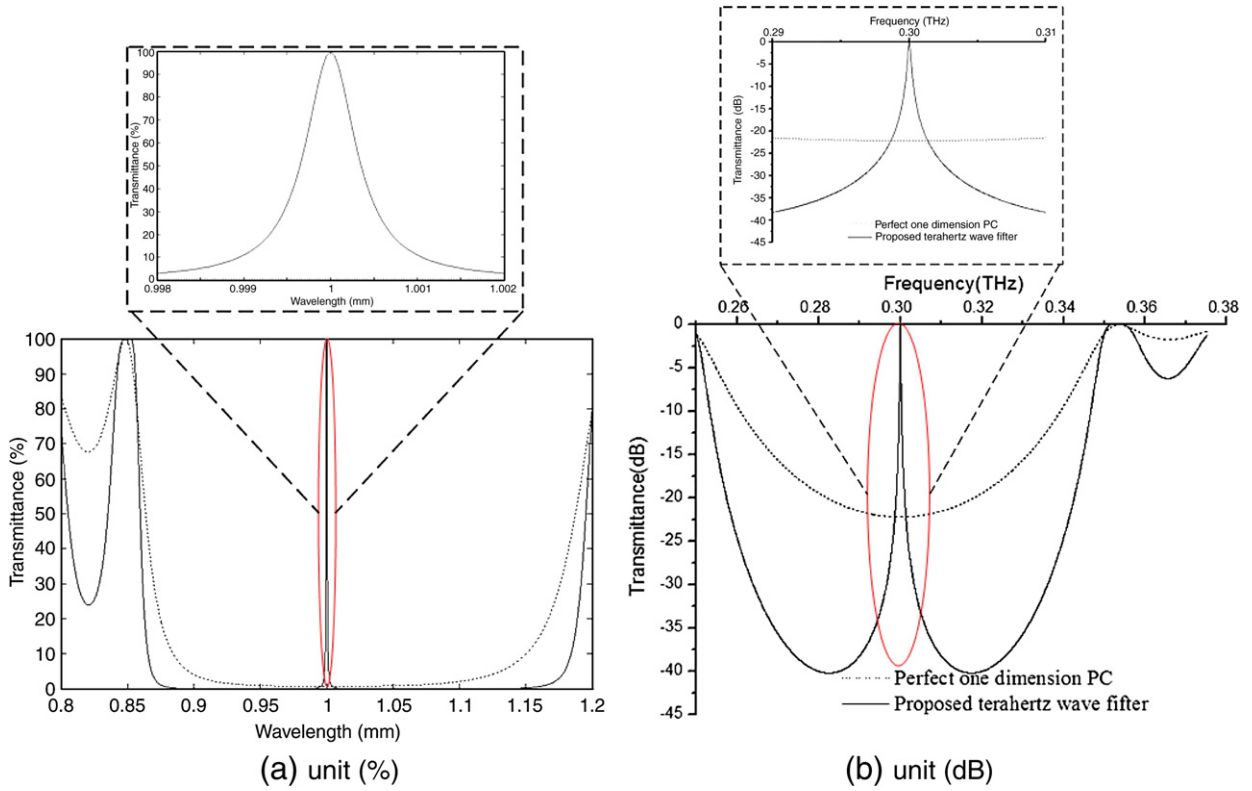 100
90
80
70
60
50
40
30
20
10
0
Transmittance (%)
0.998 0.999 1 1.001 1.002
Wavelength (mm)
100
90
80
70
60
50
40
30
20
10
0
Transmittance (%)
0.8 0.85 0.90 0.95 1 1.05 1.10 1.15 1.2
Wavelength (mm)
(a) unit (%)
Frequency (THz)
0.29 0.30 0.31
0
-5
-10
-15
-20
-25
-30
-35
-40
-45
Transmittance (dB)
Perfect one dimension PC
Proposed terahertz wave fifter
Frequency(THz)
0.26 0.28 0.30 0.32 0.34 0.36 0.38
0
-5
-10
-15
-20
-25
-30
-35
-40
-45
Transmittance(dB)
Perfect one dimension PC
Proposed terahertz wave fifter
(b) unit (dB)